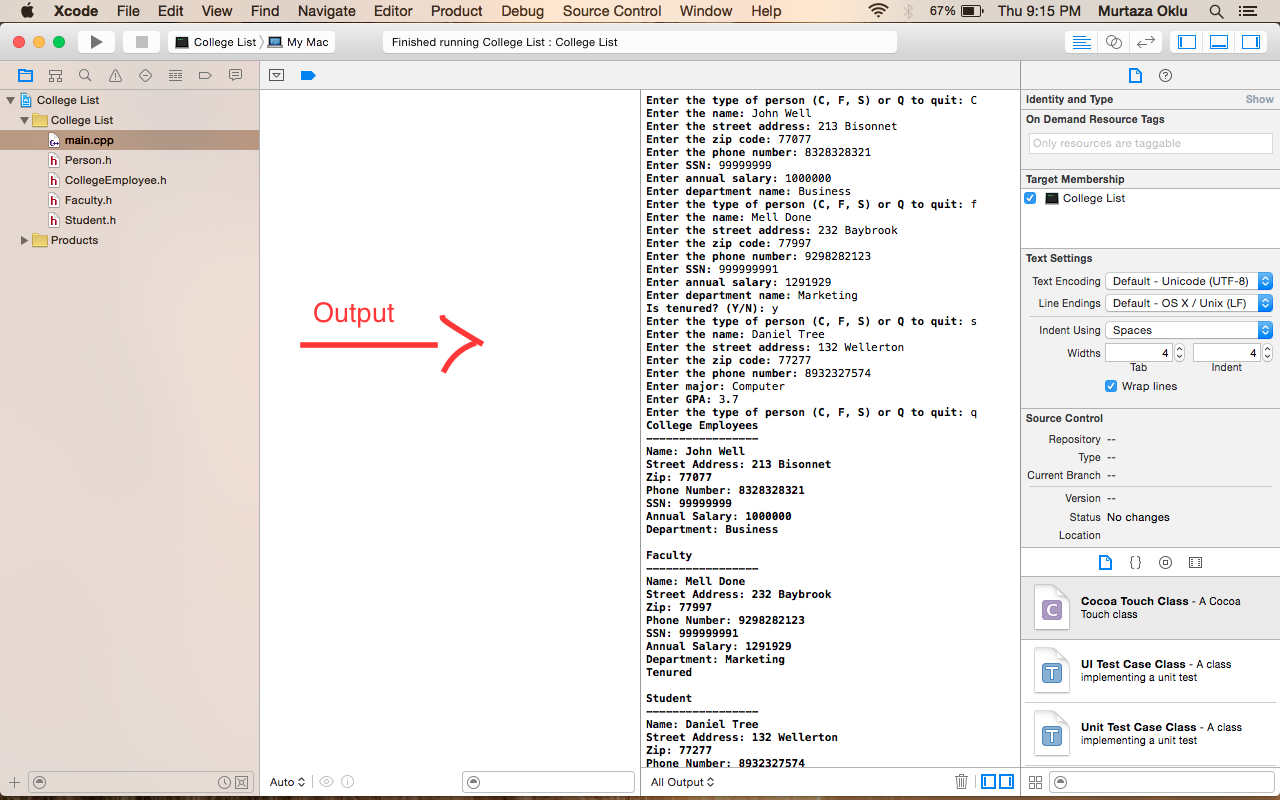 Xcode File Edit View Find Navigate Editor Product Debug Source Control Window Help 67% Thu 9:15 PM Murtaza Oklu
College List My Mac
Finished running College List : College List
College List
College List
main.cpp
Person.h
CollegeEmployee.h
Faculty.h
Student.h
Products
Output
Enter the type of person (C, F, S) or Q to quit: C
Enter the name: John Well
Enter the street address: 213 Bisonnet
Enter the zip code: 77077
Enter the phone number: 8328328321
Enter SSN: 99999999
Enter annual salary: 1000000
Enter department name: Business
Enter the type of person (C, F, S) or Q to quit: f
Enter the name: Mell Done
Enter the street address: 232 Baybrook
Enter the zip code: 77997
Enter the phone number: 9298282123
Enter SSN: 999999991
Enter annual salary: 1291929
Enter department name: Marketing
Is tenured? (Y/N): y
Enter the type of person (C, F, S) or Q to quit: s
Enter the name: Daniel Tree
Enter the street address: 132 Wellerton
Enter the zip code: 77277
Enter the phone number: 8932327574
Enter major: Computer
Enter GPA: 3.7
Enter the type of person (C, F, S) or Q to quit: q
College Employees
-----------------
Name: John Well
Street Address: 213 Bisonnet
Zip: 77077
Phone Number: 8328328321
SSN: 99999999
Annual Salary: 1000000
Department: Business
Faculty
-----------------
Name: Mell Done
Street Address: 232 Baybrook
Zip: 77997
Phone Number: 9298282123
SSN: 999999991
Annual Salary: 1291929
Department: Marketing
Tenured
Student
-----------------
Name: Daniel Tree
Street Address: 132 Wellerton
Zip: 77277
Phone Number: 8932327574
Auto
All Output
Identity and Type Show
On Demand Resource Tags
Only resources are taggable
Target Membership
College List
Text Settings
Text Encoding Default - Unicode (UTF-8)
Line Endings Default - OS X / Unix (LF)
Indent Using Spaces
Widths 4 4
Tab Indent
Wrap lines
Source Control
Repository --
Type --
Current Branch --
Version --
Status No changes
Location
{}
C
Cocoa Touch Class - A Cocoa
Touch class
T
UI Test Case Class - A class
implementing a unit test
T
Unit Test Case Class - A class
implementing a unit test